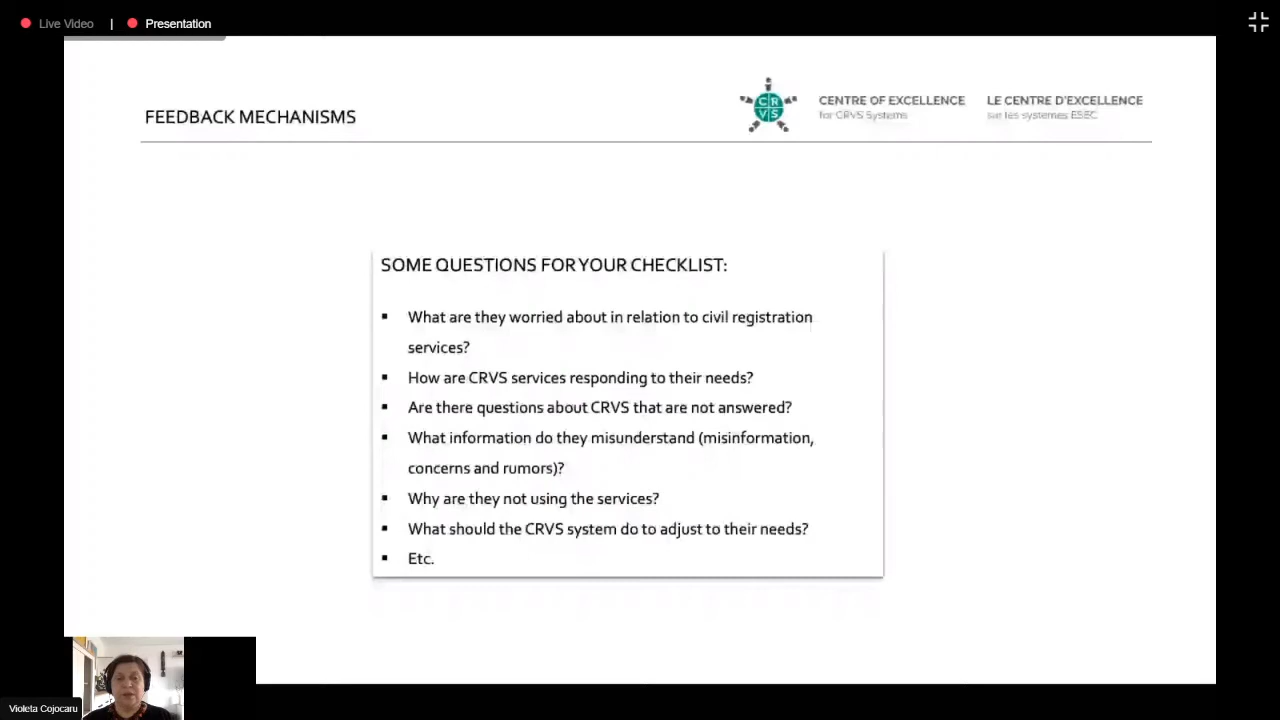 Live Video | Presentation
FEEDBACK MECHANISMS
CRVS
CENTRE OF EXCELLENCE
for CRVS Systems
LE CENTRE D'EXCELLENCE
sur les systemes ESEC
SOME QUESTIONS FOR YOUR CHECKLIST:
▪ What are they worried about in relation to civil registration
services?
▪ How are CRVS services responding to their needs?
▪ Are there questions about CRVS that are not answered?
▪ What information do they misunderstand (misinformation,
concerns and rumors)?
▪ Why are they not using the services?
▪ What should the CRVS system do to adjust to their needs?
▪ Etc.
Violeta Cojocaru